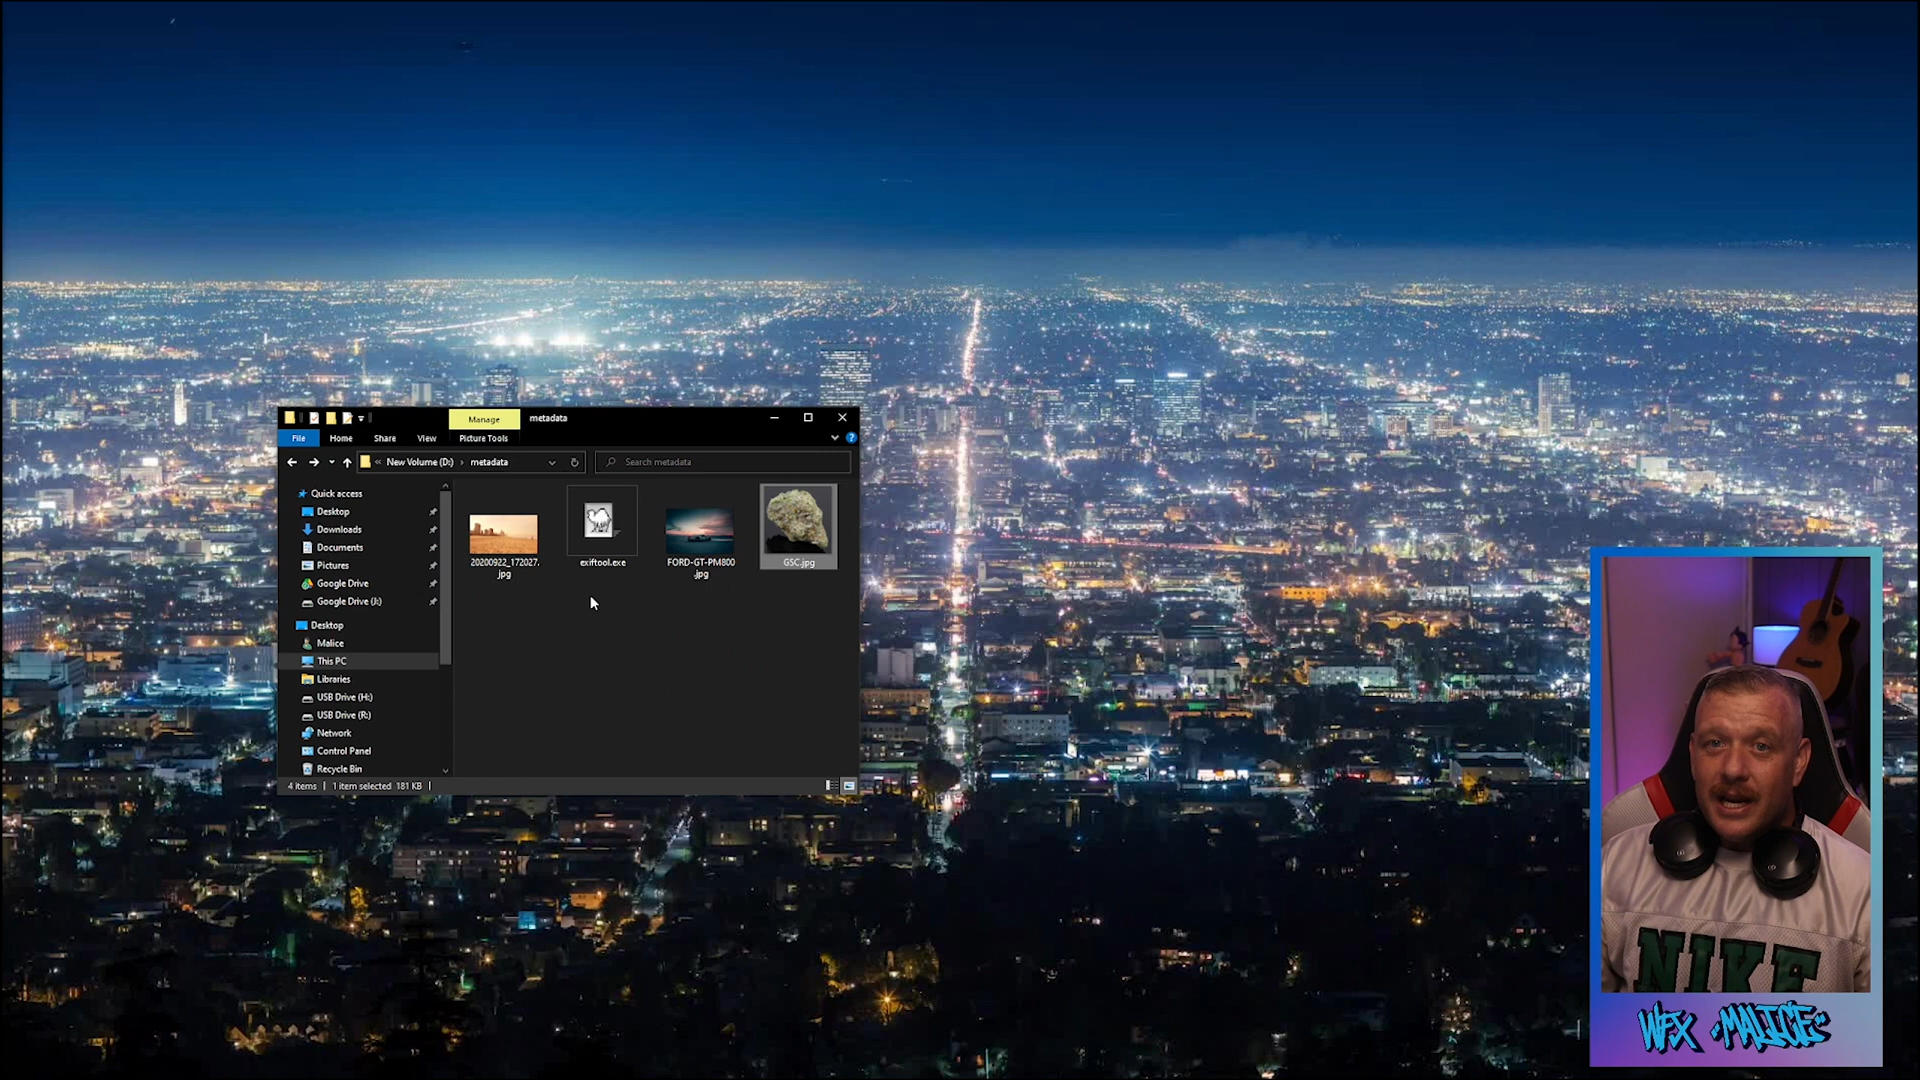 Manage
metadata
File
Home
Share
View
Picture Tools
« New Volume (D:) › metadata
Search metadata
Quick access
Desktop
Downloads
Documents
Pictures
Google Drive
Google Drive (J:)
Desktop
Malice
This PC
Libraries
USB Drive (H:)
USB Drive (R:)
Network
Control Panel
Recycle Bin
20200922_172027.
jpg
exiftool.exe
FORD-GT-PM800
.jpg
GSC.jpg
4 items
1 item selected 181 KB
NIKE
WFX MALICE